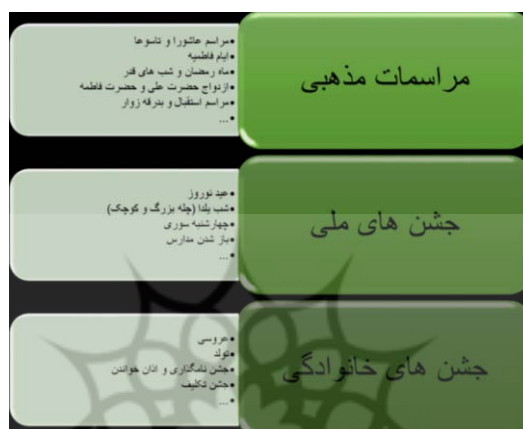 مراسمات مذهبی
•مراسم عاشورا و تاسوعا
•ایام فاطمیه
•ماه رمضان و شب های قدر
•ازدواج حضرت علی و حضرت فاطمه
•مراسم استقبال و بدرقه زوار
•...
جشن های ملی
•عید نوروز
•شب یلدا (چله بزرگ و کوچک)
•چهارشنبه سوری
•باز شدن مدارس
•...
جشن های خانوادگی
•عروسی
•تولد
•جشن نامگذاری و اذان خواندن
•جشن تکلیف
•...